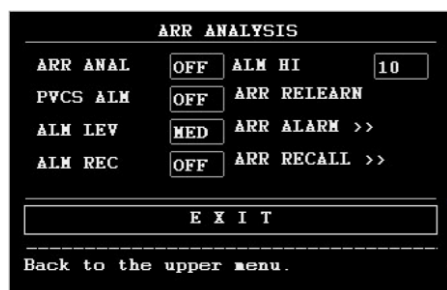 ARR ANALYSIS
ARR ANAL OFF ALM HI 10
PVCS ALM OFF ARR RELEARN
ALM LEV MED ARR ALARM >>
ALM REC OFF ARR RECALL >>
E X I T
Back to the upper menu.